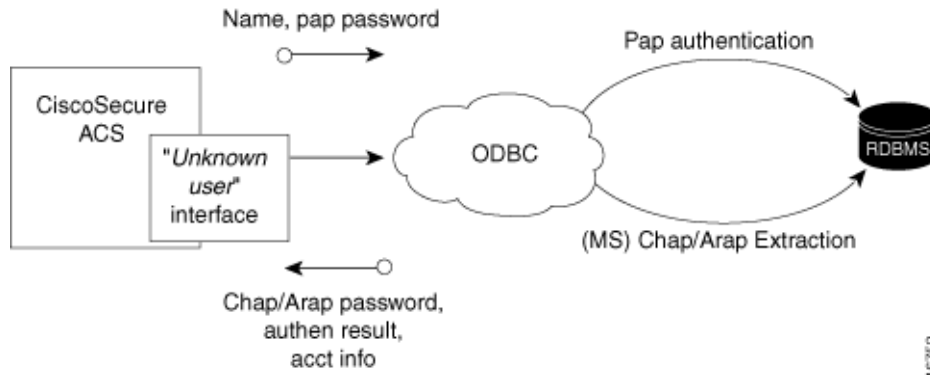 Name, pap password
Pap authentication
CiscoSecure
ACS
"Unknown
user"
interface
ODBC
RDBMS
(MS) Chap/Arap Extraction
Chap/Arap password,
authen result,
acct info